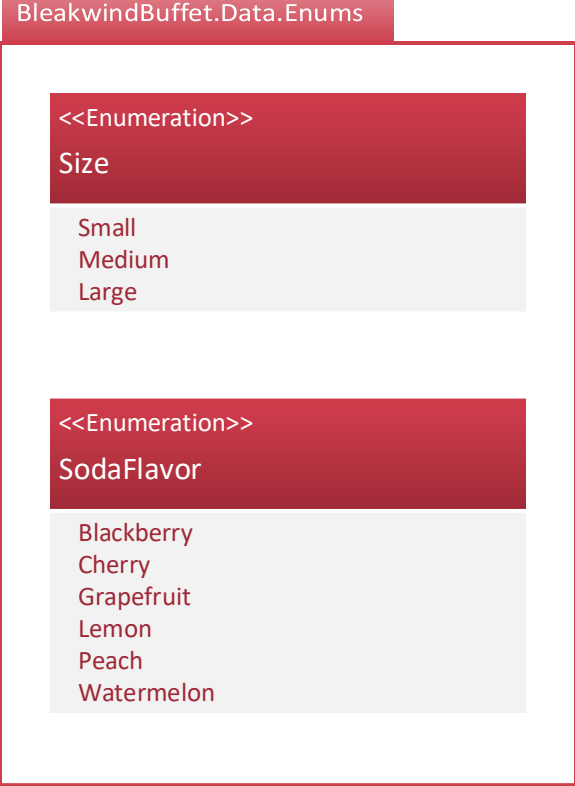 BleakwindBuffet.Data.Enums
<<Enumeration>>
Size
Small
Medium
Large
<<Enumeration>>
SodaFlavor
Blackberry
Cherry
Grapefruit
Lemon
Peach
Watermelon